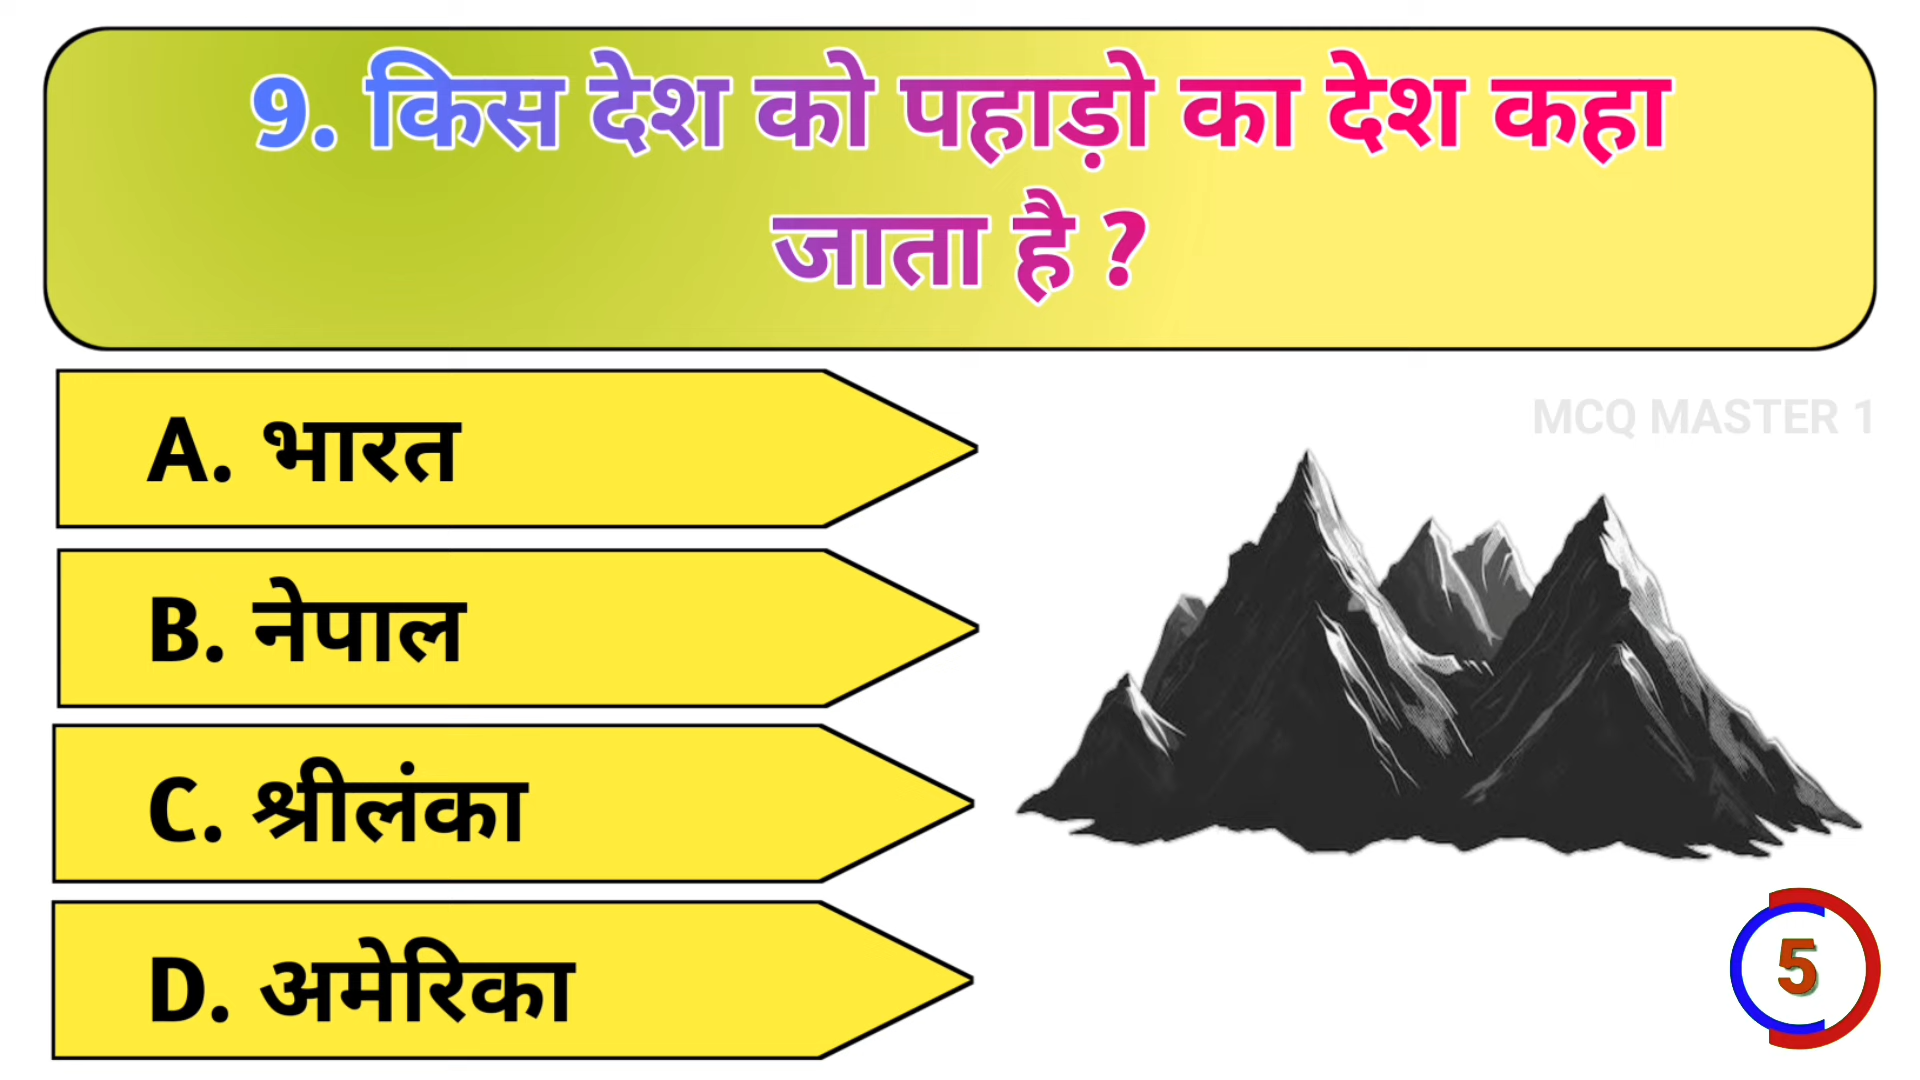 9. किस देश को पहाड़ो का देश कहा
जाता है ?
A. भारत
MCQ MASTER 1
B. नेपाल
C. श्रीलंका
D. अमेरिका
5